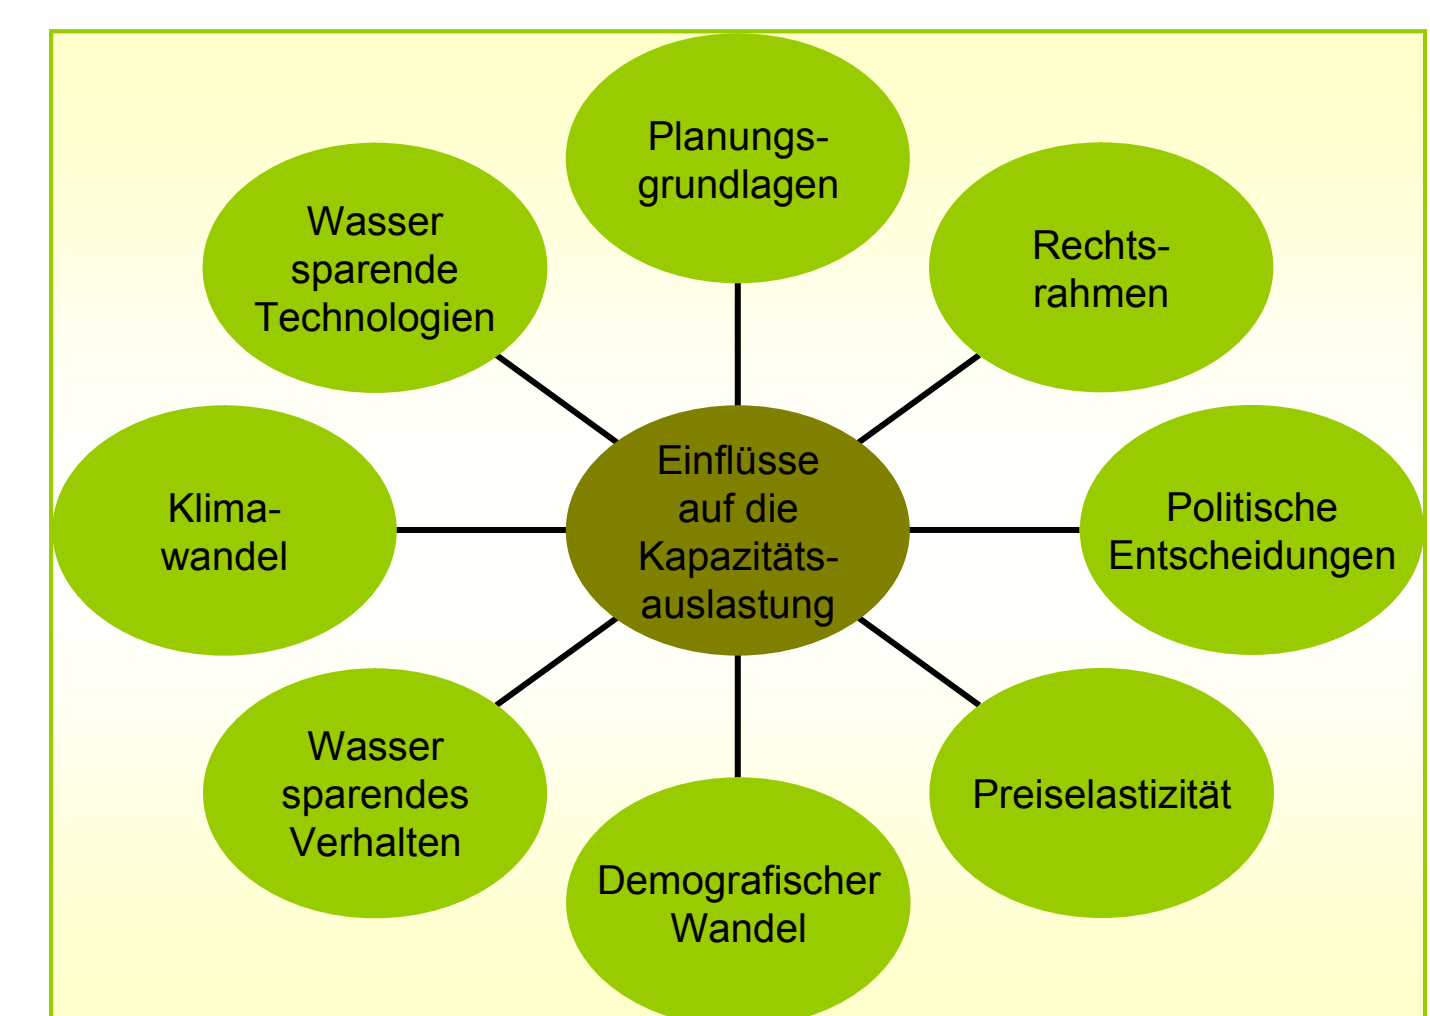 Planungs-
grundlagen
Wasser
sparende
Technologien
Rechts-
rahmen
Einflüsse
auf die
Kapazitäts-
auslastung
Klima-
wandel
Politische
Entscheidungen
Wasser
sparendes
Verhalten
Preiselastizität
Demografischer
Wandel